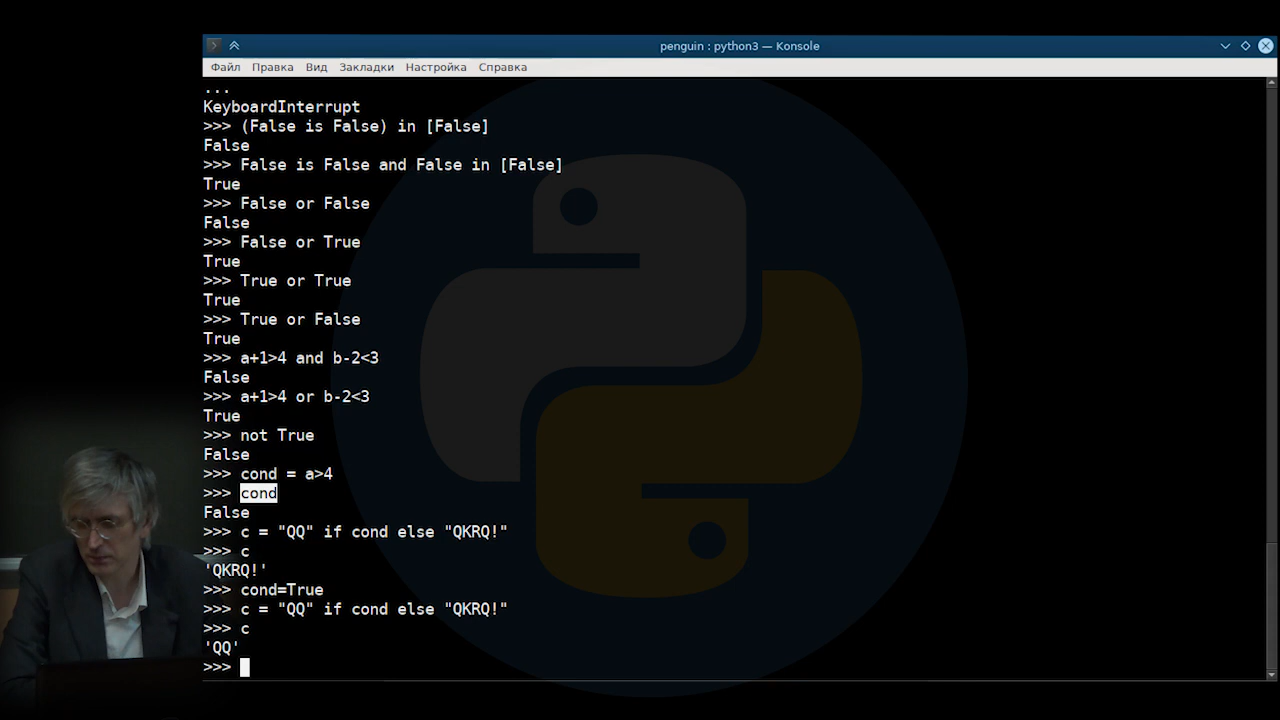 penguin : python3 — Konsole
Файл Правка Вид Закладки Настройка Справка
...
KeyboardInterrupt
>>> (False is False) in [False]
False
>>> False is False and False in [False]
True
>>> False or False
False
>>> False or True
True
>>> True or True
True
>>> True or False
True
>>> a+1>4 and b-2<3
False
>>> a+1>4 or b-2<3
True
>>> not True
False
>>> cond = a>4
>>> cond
False
>>> c = "QQ" if cond else "QKRQ!"
>>> c
'QKRQ!'
>>> cond=True
>>> c = "QQ" if cond else "QKRQ!"
>>> c
'QQ'
>>>